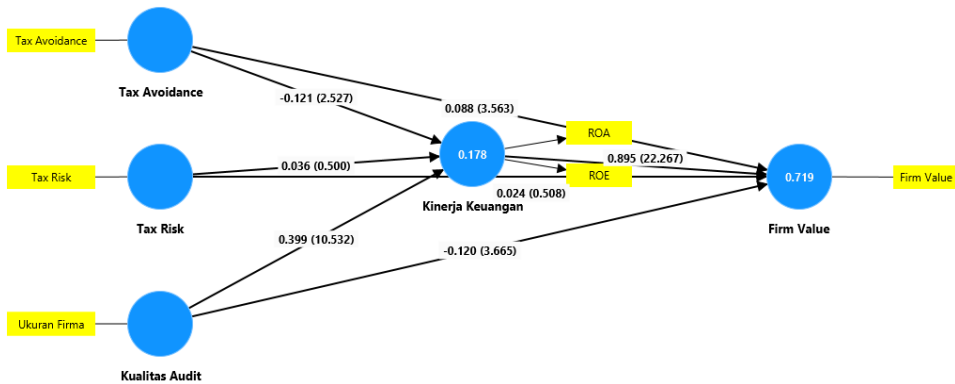 Tax Avoidance
Tax Avoidance
-0.121 (2.527)
0.088 (3.563)
ROA
0.178
0.895 (22.267)
Tax Risk
0.036 (0.500)
ROE
0.719
Firm Value
0.024 (0.508)
Kinerja Keuangan
Tax Risk
Firm Value
0.399 (10.532)
-0.120 (3.665)
Ukuran Firma
Kualitas Audit